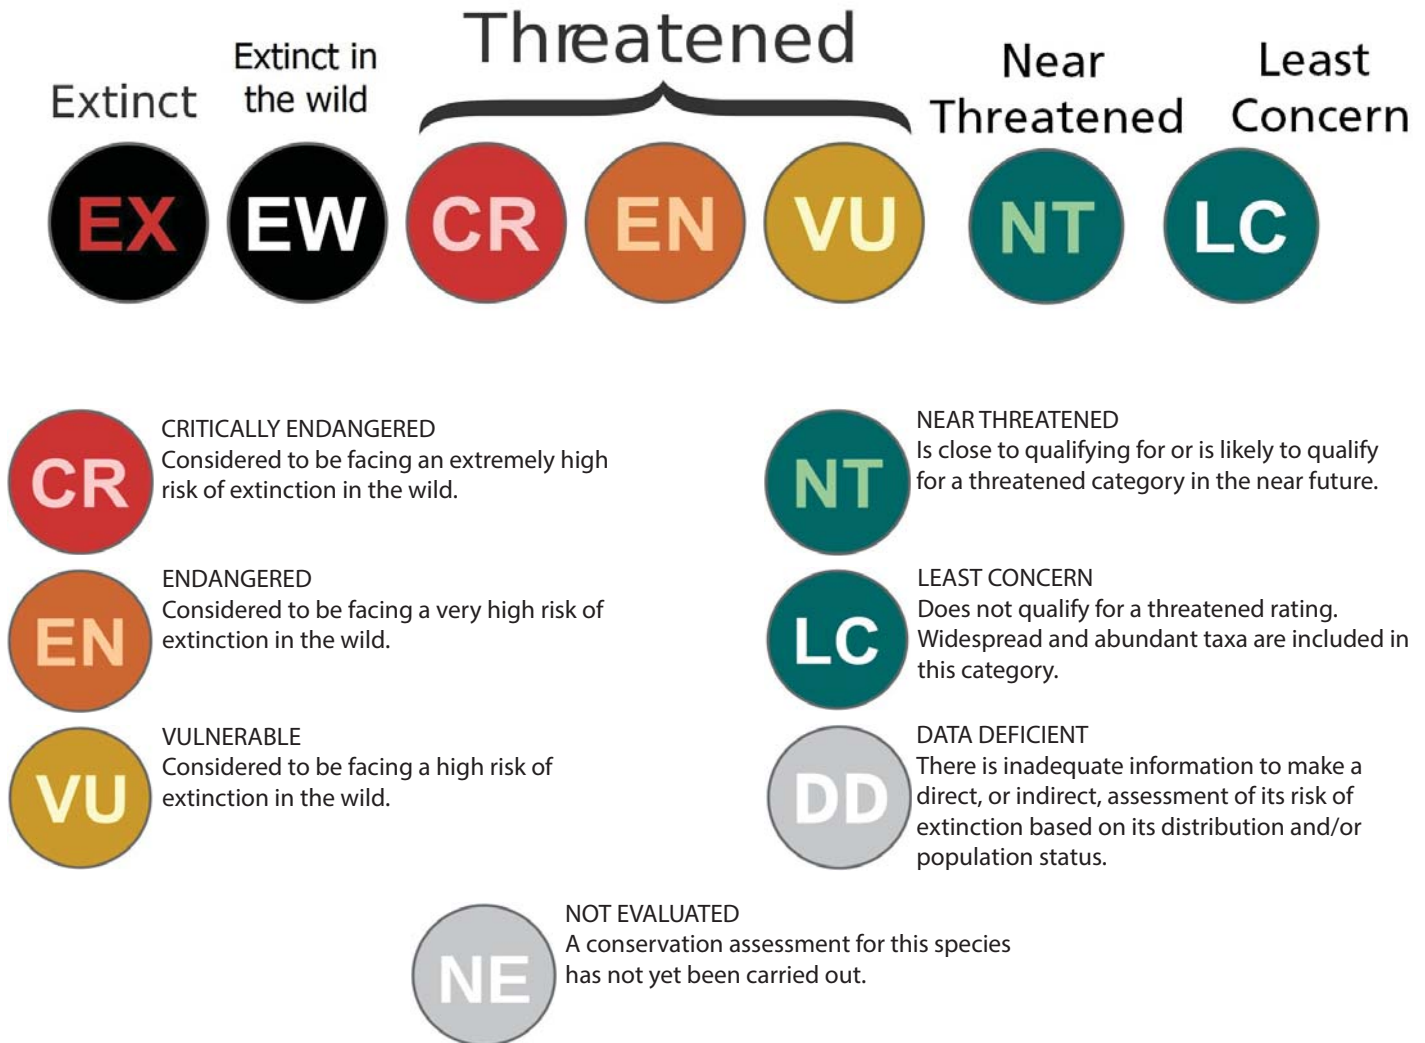 Threatened
Extinct in
the wild
Extinct
Near
Threatened
Least
Concern
EX
EW
CR
EN
VU
NT
LC
CR
CRITICALLY ENDANGERED
Considered to be facing an extremely high
risk of extinction in the wild.
EN
ENDANGERED
Considered to be facing a very high risk of
extinction in the wild.
VU
VULNERABLE
Considered to be facing a high risk of
extinction in the wild.
NT
NEAR THREATENED
Is close to qualifying for or is likely to qualify
for a threatened category in the near future.
LC
LEAST CONCERN
Does not qualify for a threatened rating.
Widespread and abundant taxa are included in
this category.
DD
DATA DEFICIENT
There is inadequate information to make a
direct, or indirect, assessment of its risk of
extinction based on its distribution and/or
population status.
NE
NOT EVALUATED
A conservation assessment for this species
has not yet been carried out.